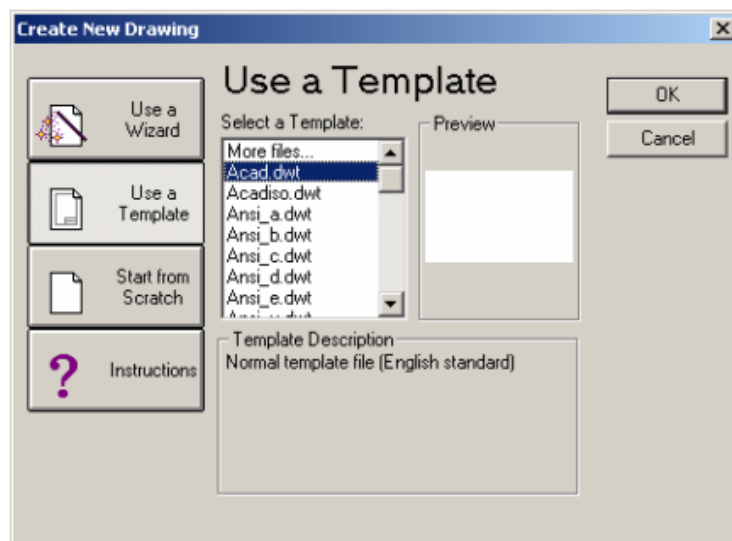 Create New Drawing
Use a Template
Use a
Wizard
Use a
Template
Start from
Scratch
Instructions
Select a Template:
More files...
Acad.dwt
Acadiso.dwt
Ansi_a.dwt
Ansi_b.dwt
Ansi_c.dwt
Ansi_d.dwt
Ansi_e.dwt
Preview
OK
Cancel
Template Description
Normal template file (English standard)